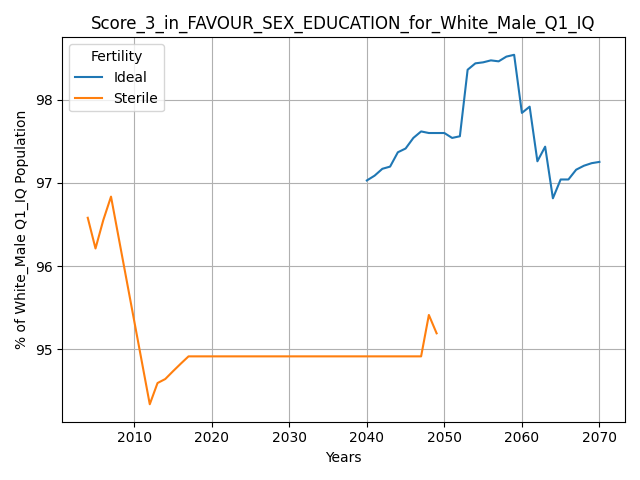 Score_3_in_FAVOUR_SEX_EDUCATION_for_White_Male_Q1_IQ
Fertility
Ideal
Sterile
% of White_Male Q1_IQ Population
98
97
96
95
2010
2020
2030
2040
2050
2060
2070
Years